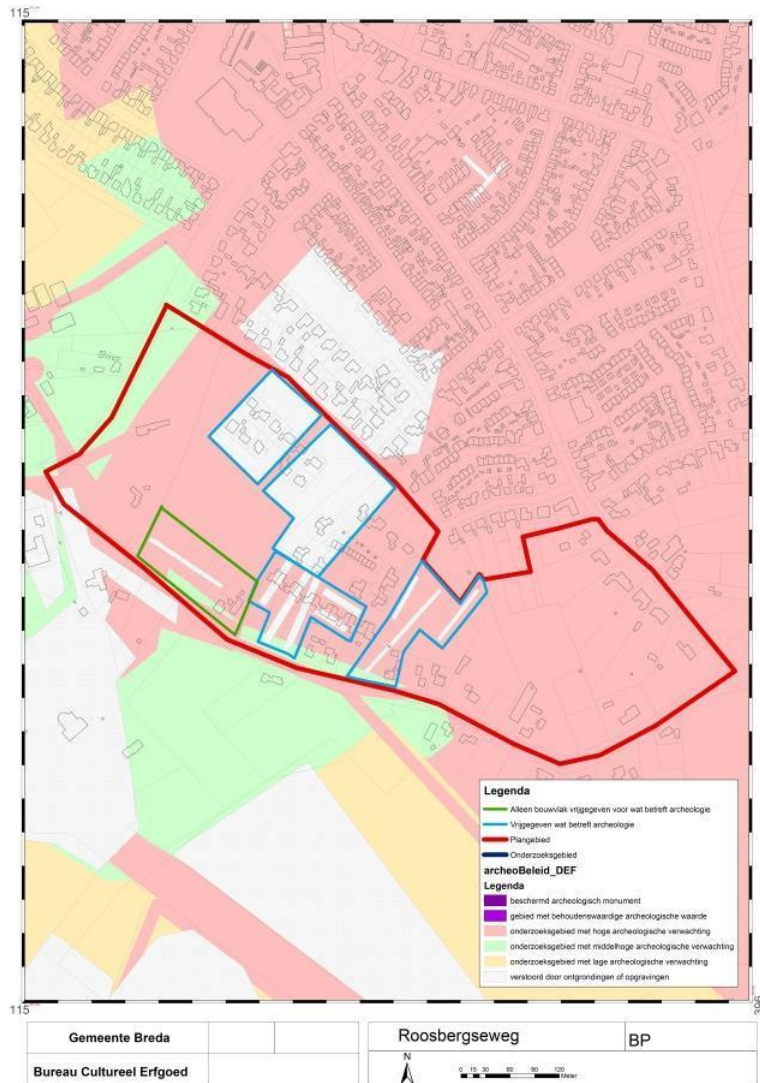 115
Legenda
Alleen bouwvlak vrijgegeven voor wat betreft archeologie
Vrijgegeven wat betreft archeologie
Plangebied
Onderzoeksgebied
archeoBeleid_DEF
Legenda
beschermd archeologisch monument
gebied met behoudenswaardige archeologische waarde
onderzoeksgebied met hoge archeologische verwachting
onderzoeksgebied met middelhoge archeologische verwachting
onderzoeksgebied met lage archeologische verwachting
verstoord door ontgrondingen of opgravingen
115
396
Gemeente Breda
Roosbergseweg
BP
Bureau Cultureel Erfgoed
N
0 15 30 60 90 120
Meter